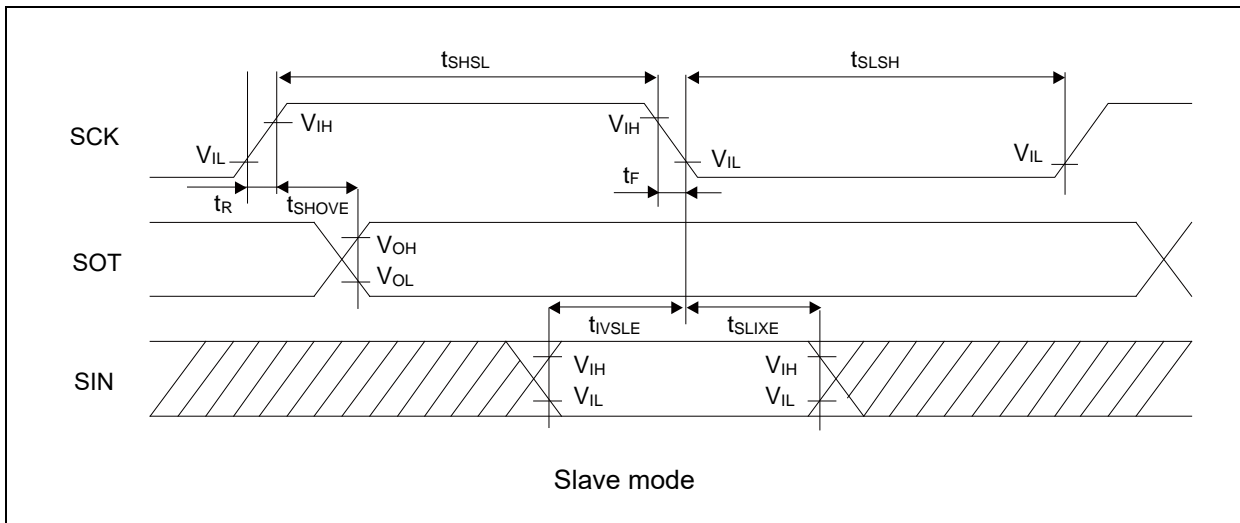 tSHSL
tSLSH
SCK
VIH
VIH
VIL
VIL
VIL
tF
tR
tSHOVE
SOT
VOH
VOL
tIVSLE
tSLIXE
SIN
VIH
VIH
VIL
VIL
Slave mode